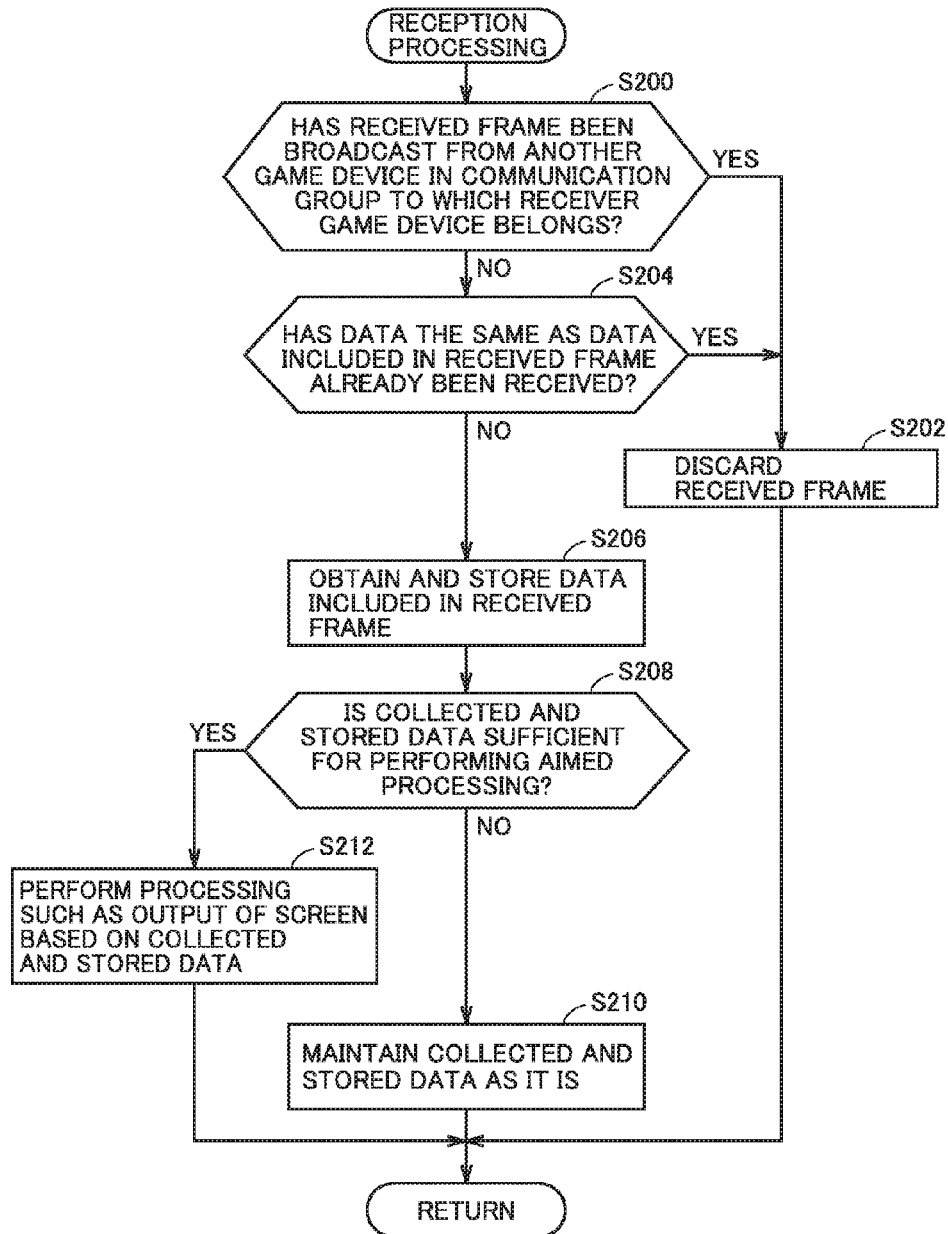 RECEPTION
PROCESSING
S200
HAS RECEIVED FRAME BEEN
BROADCAST FROM ANOTHER
GAME DEVICE IN COMMUNICATION
GROUP TO WHICH RECEIVER
GAME DEVICE BELONGS?
YES
NO
S204
HAS DATA THE SAME AS DATA
INCLUDED IN RECEIVED FRAME
ALREADY BEEN RECEIVED?
YES
NO
S202
DISCARD
RECEIVED FRAME
S206
OBTAIN AND STORE DATA
INCLUDED IN RECEIVED
FRAME
S208
IS COLLECTED AND
STORED DATA SUFFICIENT
FOR PERFORMING AIMED
PROCESSING?
YES
NO
S212
PERFORM PROCESSING
SUCH AS OUTPUT OF SCREEN
BASED ON COLLECTED
AND STORED DATA
S210
MAINTAIN COLLECTED AND
STORED DATA AS IT IS
RETURN